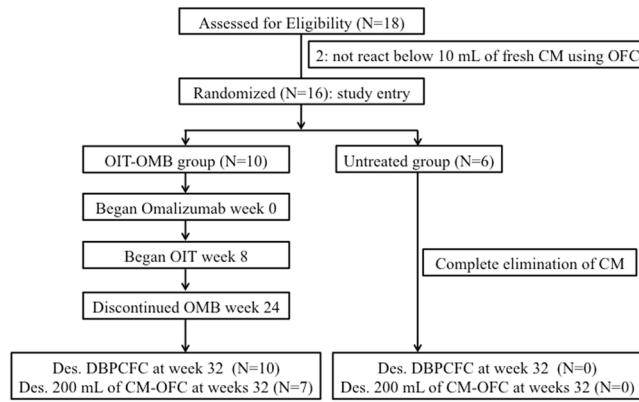 Assessed for Eligibility (N=18)
2: not react below 10 mL of fresh CM using OFC
Randomized (N=16): study entry
OIT-OMB group (N=10)
Untreated group (N=6)
Began Omalizumab week 0
Began OIT week 8
Complete elimination of CM
Discontinued OMB week 24
Des. DBPCFC at week 32 (N=10)
Des. 200 mL of CM-OFC at weeks 32 (N=7)
Des. DBPCFC at week 32 (N=0)
Des. 200 mL of CM-OFC at weeks 32 (N=0)